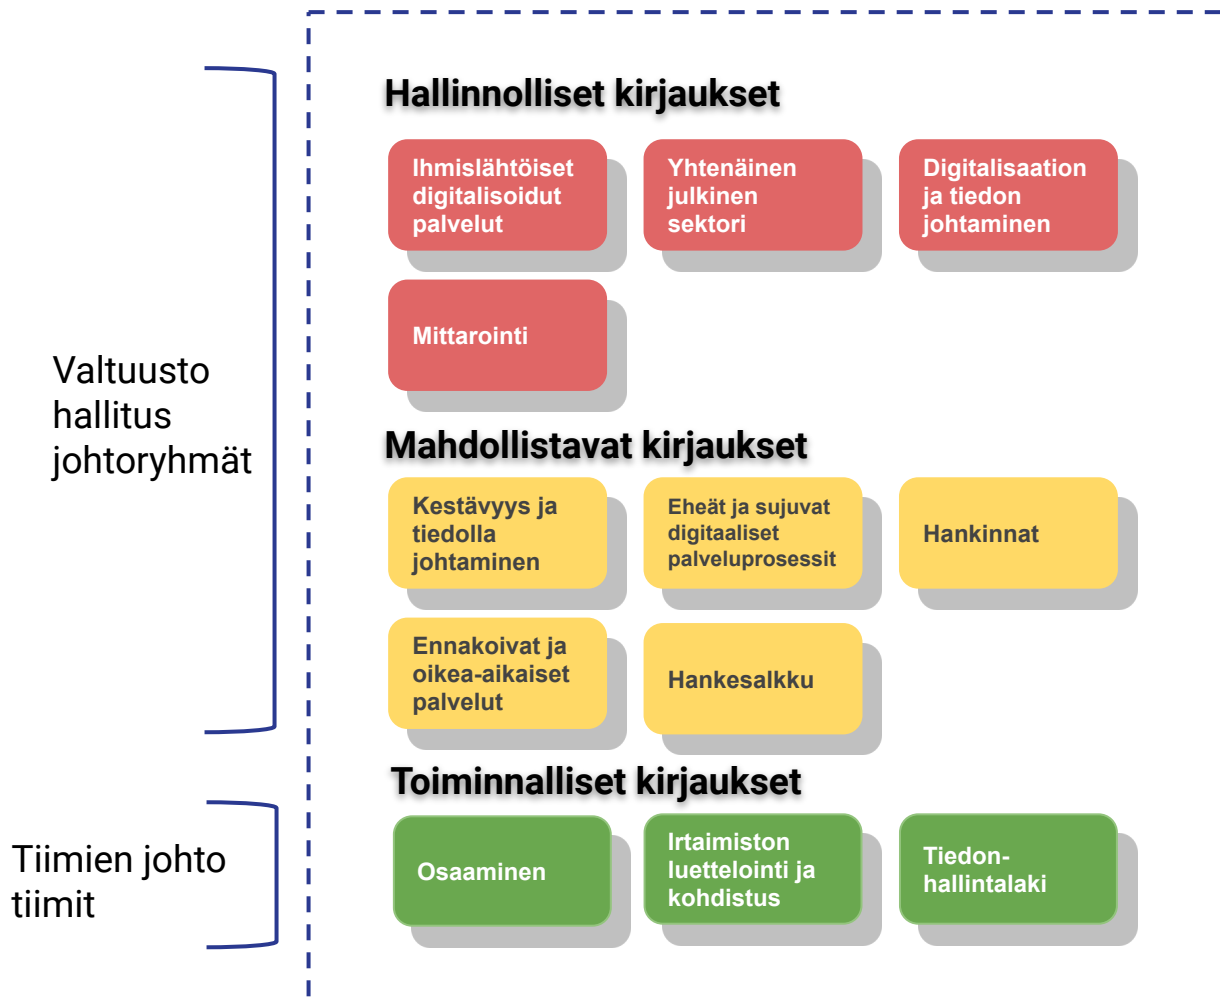 Hallinnolliset kirjaukset
Ihmislähtöiset
digitalisoidut
palvelut
Yhtenäinen
julkinen
sektori
Digitalisaation
ja tiedon
johtaminen
Mittarointi
Valtuusto
hallitus
johtoryhmät
Mahdollistavat kirjaukset
Kestävyys ja
tiedolla
johtaminen
Eheät ja sujuvat
digitaaliset
palveluprosessit
Hankinnat
Ennakoivat ja
oikea-aikaiset
palvelut
Hankesalkku
Toiminnalliset kirjaukset
Tiimien johto
tiimit
Osaaminen
Irtaimiston
luettelointi ja
kohdistus
Tiedon-
hallintalaki